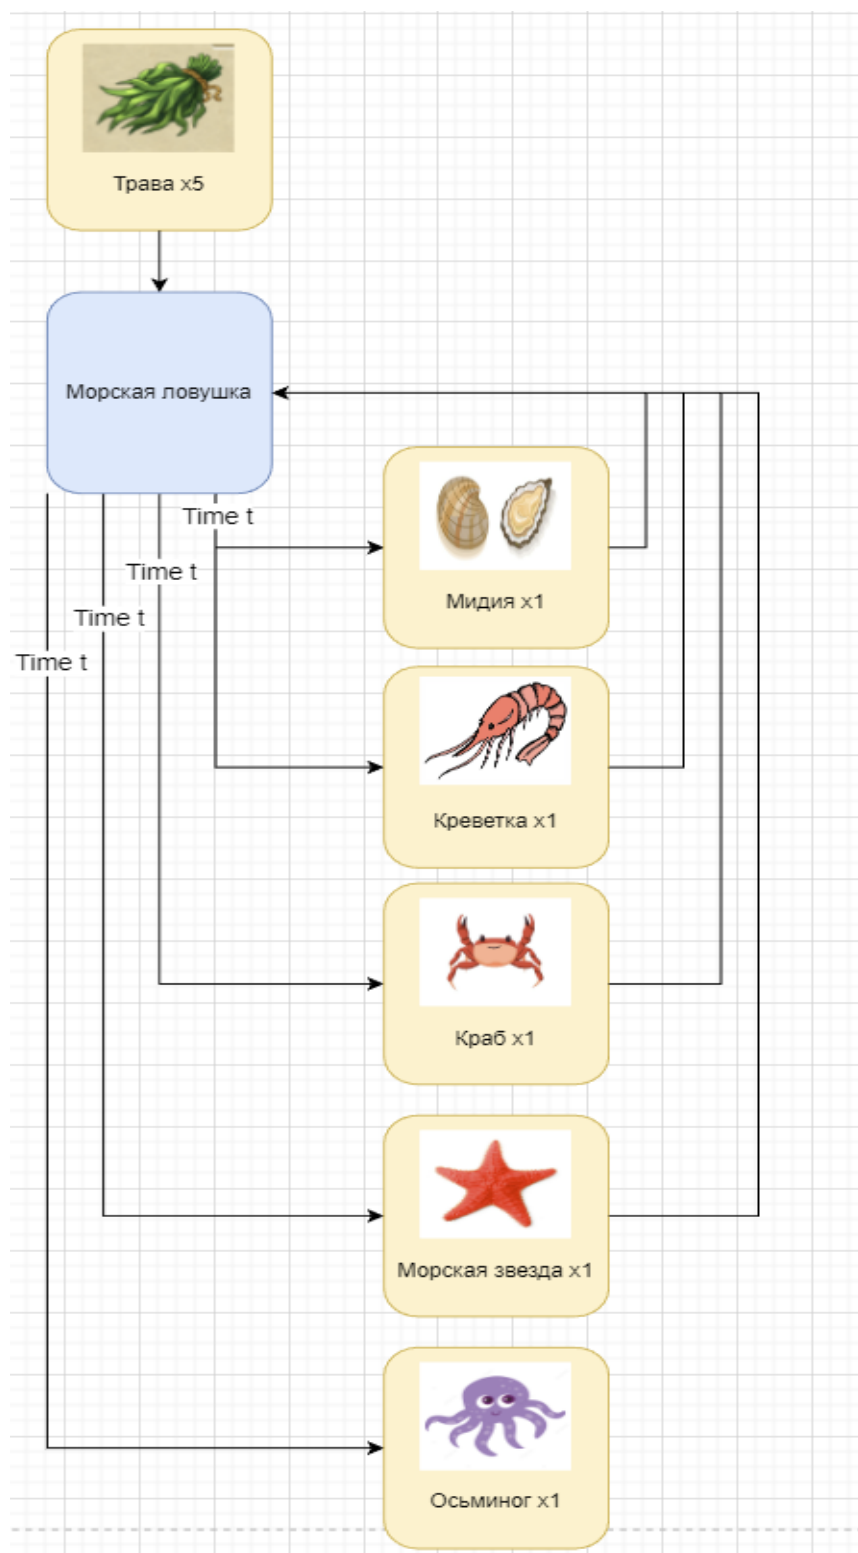 Трава x5
Морская ловушка
Time t
Time t
Time t
Time t
Мидия x1
Креветка x1
Краб x1
Морская звезда x1
Осьминог x1